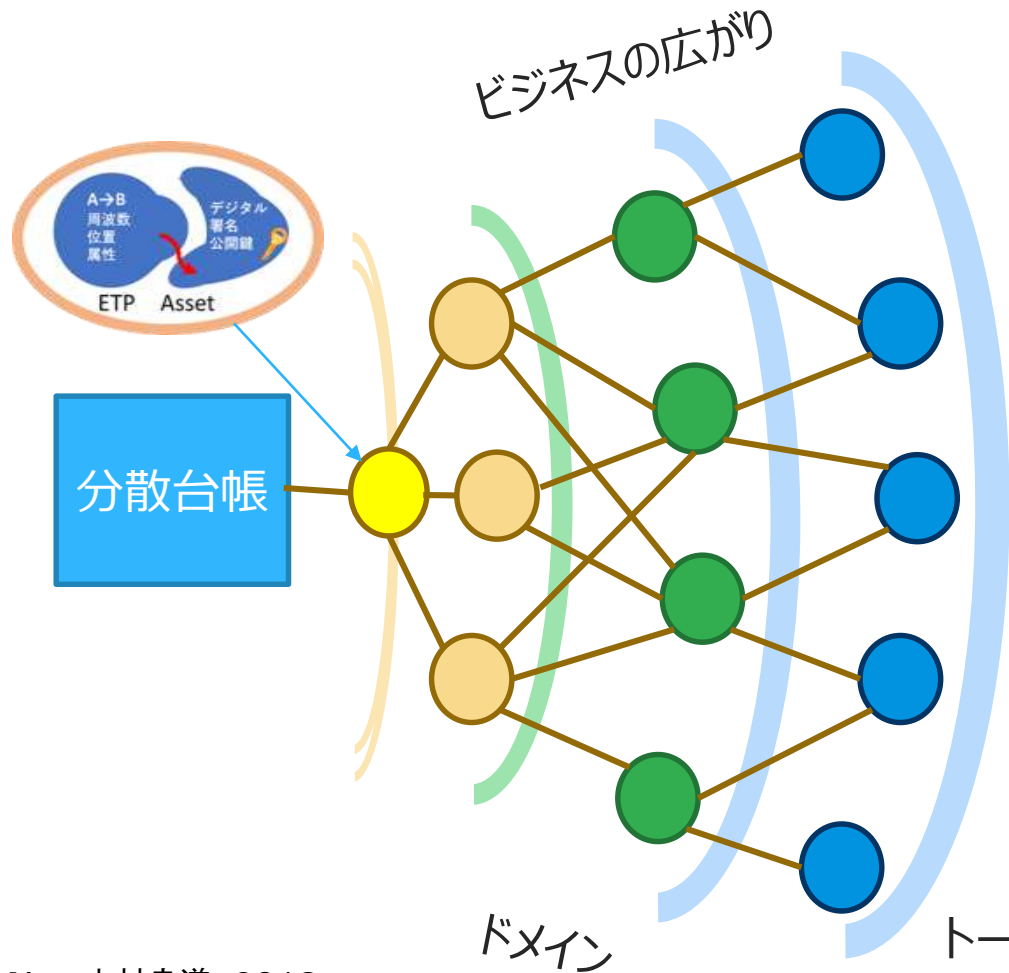 ビジネスの広がり
A→B
周波数
位置
属性
デジタル
署名
公開鍵
ETP Asset
分散台帳
ドメイン
トー